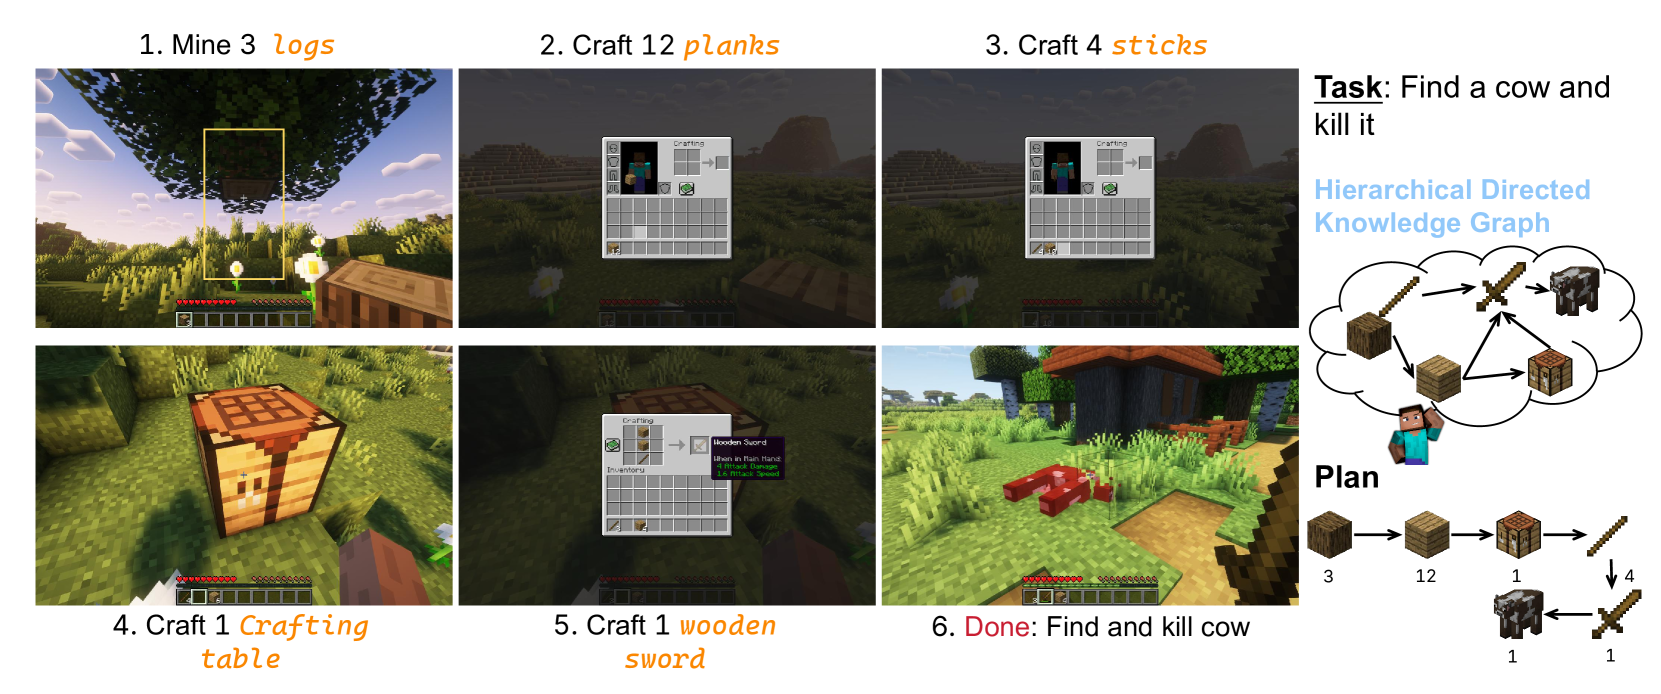 1. Mine 3 logs
2. Craft 12 planks
3. Craft 4 sticks
Crafting
12
Crafting
Task: Find a cow and
kill it
Hierarchical Directed
Knowledge Graph
Crafting
Inventory
Wooden Sword
When in Main Hand:
4 Attack Damage
1.6 Attack Speed
4. Craft 1 Crafting
table
5. Craft 1 wooden
sword
6. Done: Find and kill cow
Plan
3
12
1
4
1
1